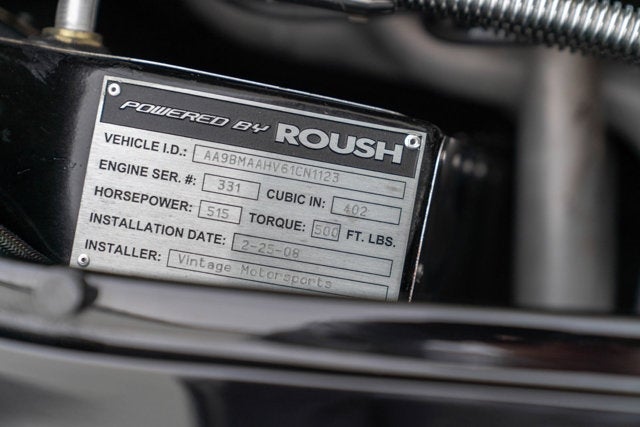 POWERED BY ROUSH
VEHICLE I.D.: AA9BMAAHV61CN1123
ENGINE SER. #: 331 CUBIC IN: 402
HORSEPOWER: 515 TORQUE: 500 FT. LBS.
INSTALLATION DATE: 2-25-08
INSTALLER: Vintage Motorsports